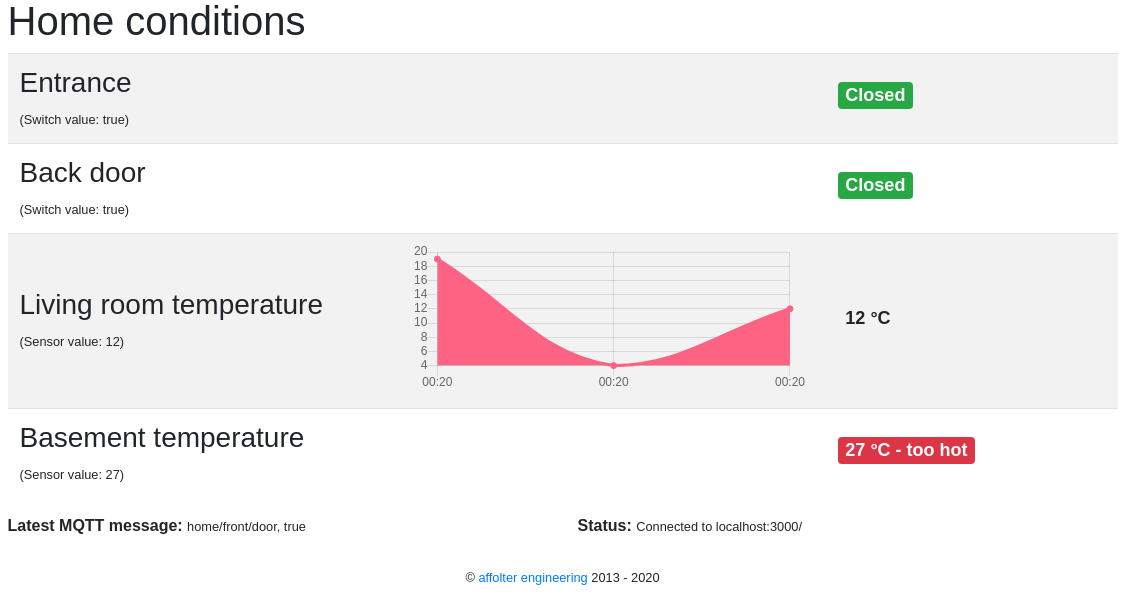 Home conditions
Entrance
(Switch value: true)
Closed
Back door
(Switch value: true)
Closed
Living room temperature
(Sensor value: 12)
20
18
16
14
12
10
8
6
4
00:20 00:20 00:20
12 °C
Basement temperature
(Sensor value: 27)
27 °C - too hot
Latest MQTT message: home/front/door, true
Status: Connected to localhost:3000/
© affolter engineering 2013 - 2020